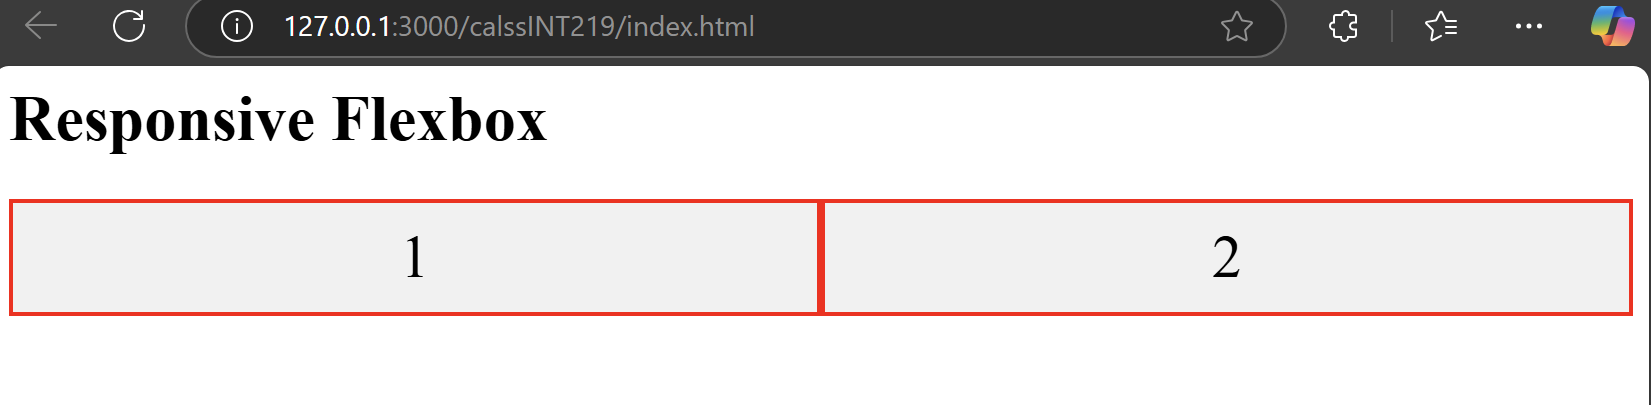 127.0.0.1:3000/calssINT219/index.html
Responsive Flexbox
1 2